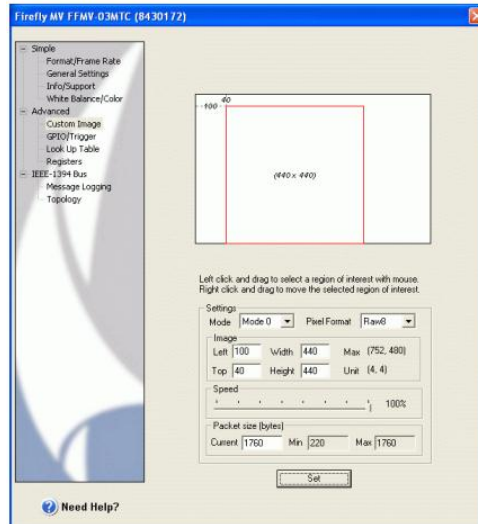 Firefly MV FFMV-03MTC (8430172)
Simple
Format/Frame Rate
General Settings
Info/Support
White Balance/Color
Advanced
Custom Image
GPIO/Trigger
Look Up Table
Registers
IEEE-1394 Bus
Message Logging
Topology
40
100
(440 x 440)
Left click and drag to select a region of interest with mouse.
Right click and drag to move the selected region of interest.
Settings
Mode Mode 0 Pixel Format Raw8
Image
Left 100 Width 440 Max (752, 480)
Top 40 Height 440 Unit (4, 4)
Speed
100%
Packet size (bytes)
Current 1760 Min 220 Max 1760
Set
Need Help?